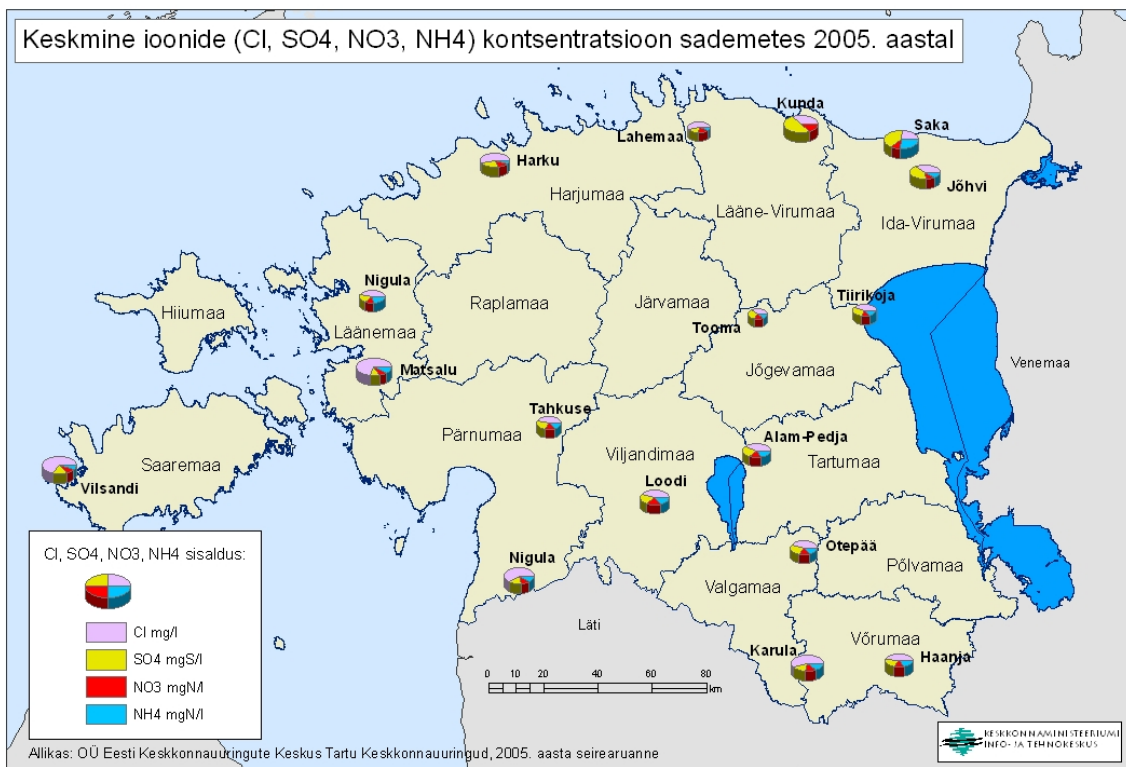 Keskmine ioonide (Cl, SO4, NO3, NH4) kontsentratsioon sademetes 2005. aastal
Kunda
Saka
Lahemaa
Harku
Jõhvi
Harjumaa
Lääne-Virumaa
Ida-Virumaa
Nigula
Tiirikoja
Raplamaa
Järvamaa
Hiiumaa
Läänemaa
Tooma
Venemaa
Matsalu
Jõgevamaa
Tahkuse
Pärnumaa
Alam-Pedja
Viljandimaa
Tartumaa
Saaremaa
Loodi
Vilsandi
Cl, SO4, NO3, NH4 sisaldus:
Cl mg/l
SO4 mgS/l
NO3 mgN/l
NH4 mgN/l
Nigula
Otepää
Põlvamaa
Valgamaa
Läti
Võrumaa
Karula
Haanja
0 10 20 40 60 80
km
KESKKONNAMINISTEERIUMI
INFO- JA TEHNOKESKUS
Allikas: OÜ Eesti Keskkonnauuringute Keskus Tartu Keskkonnauuringud, 2005. aasta seirearuanne